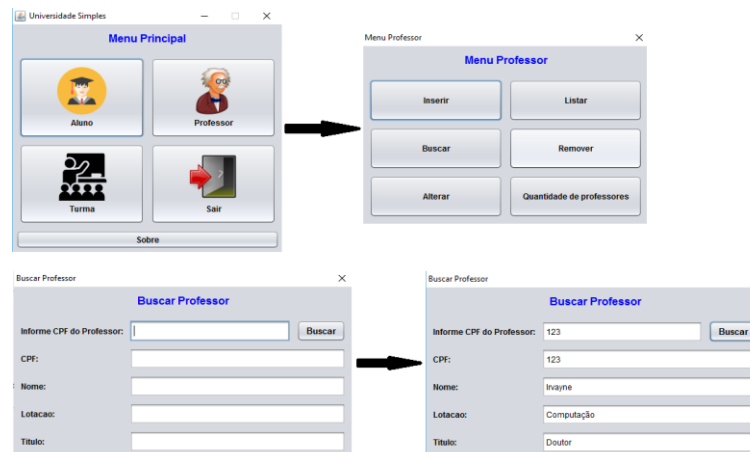 Universidade Simples
Menu Principal
Aluno
Professor
Turma
Sair
Sobre
Menu Professor
Menu Professor
Inserir
Listar
Buscar
Remover
Alterar
Quantidade de professores
Buscar Professor
Buscar Professor
Informe CPF do Professor:
Buscar
CPF:
Nome:
Lotacao:
Titulo:
Buscar Professor
Buscar Professor
Informe CPF do Professor: 123 Buscar
CPF: 123
Nome: Irvayne
Lotacao: Computação
Titulo: Doutor